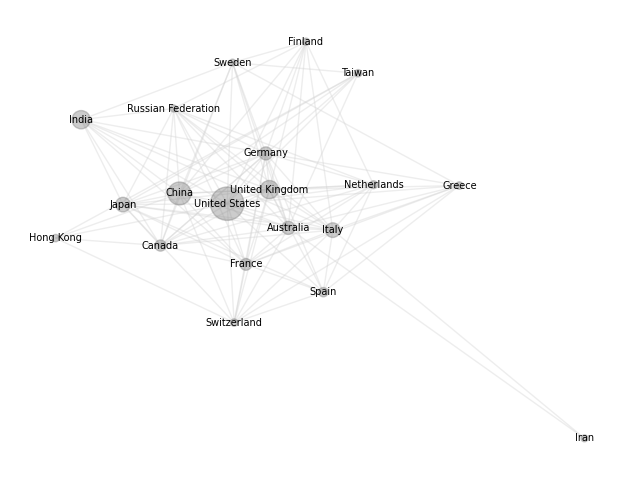 Finland
Sweden
Taiwan
Russian Federation
India
Germany
Netherlands
Greece
United Kingdom
China
United States
Japan
Australia
Italy
Hong Kong
Canada
France
Spain
Switzerland
Iran